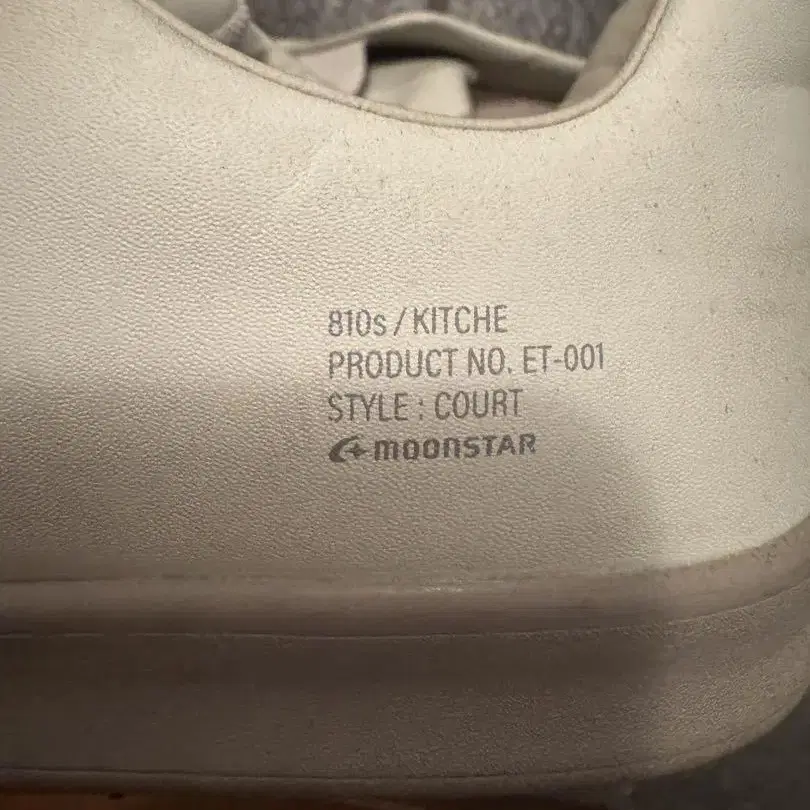 810s / KITCHE
PRODUCT NO. ET-001
STYLE : COURT
MOONSTAR